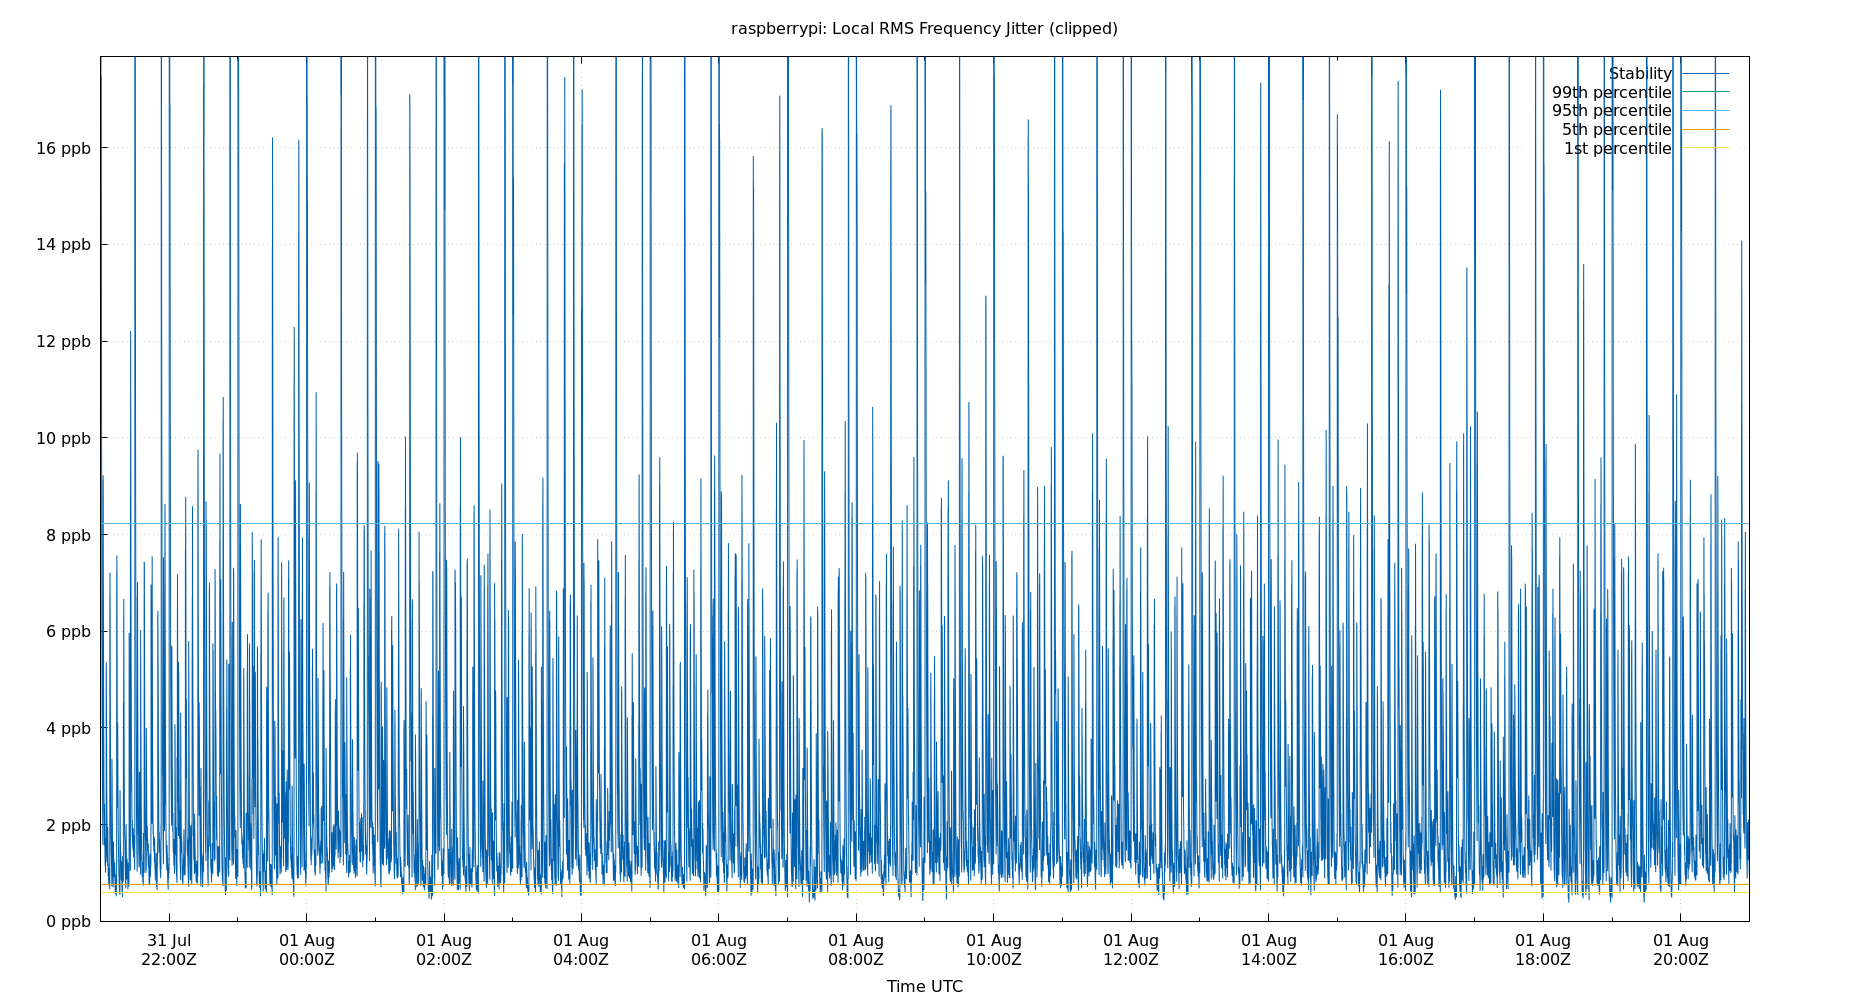 raspberrypi: Local RMS Frequency Jitter (clipped)
Stability
99th percentile
95th percentile
5th percentile
1st percentile
16 ppb
14 ppb
12 ppb
10 ppb
8 ppb
6 ppb
4 ppb
2 ppb
0 ppb
31 Jul 01 Aug 01 Aug 01 Aug 01 Aug 01 Aug 01 Aug 01 Aug 01 Aug 01 Aug 01 Aug 01 Aug
22:00Z 00:00Z 02:00Z 04:00Z 06:00Z 08:00Z 10:00Z 12:00Z 14:00Z 16:00Z 18:00Z 20:00Z
Time UTC